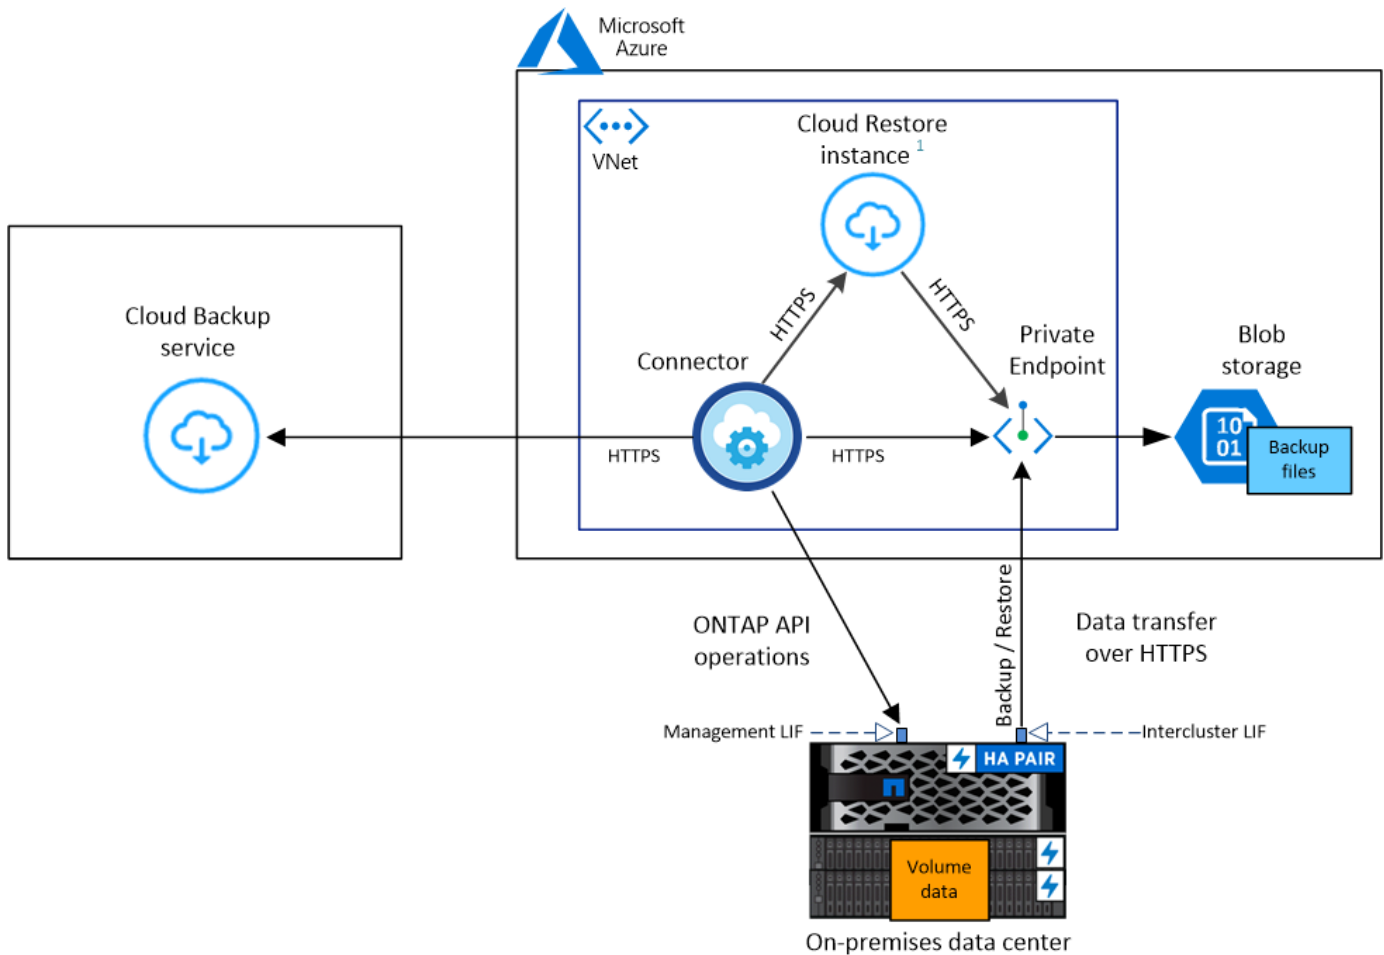 Microsoft
Azure
VNet
Cloud Restore
instance 1
HTTPS
HTTPS
Cloud Backup
service
Connector
Private
Endpoint
Blob
storage
10
01
Backup
files
HTTPS
HTTPS
ONTAP API
operations
Backup / Restore
Data transfer
over HTTPS
Management LIF
Intercluster LIF
HA PAIR
Volume
data
On-premises data center